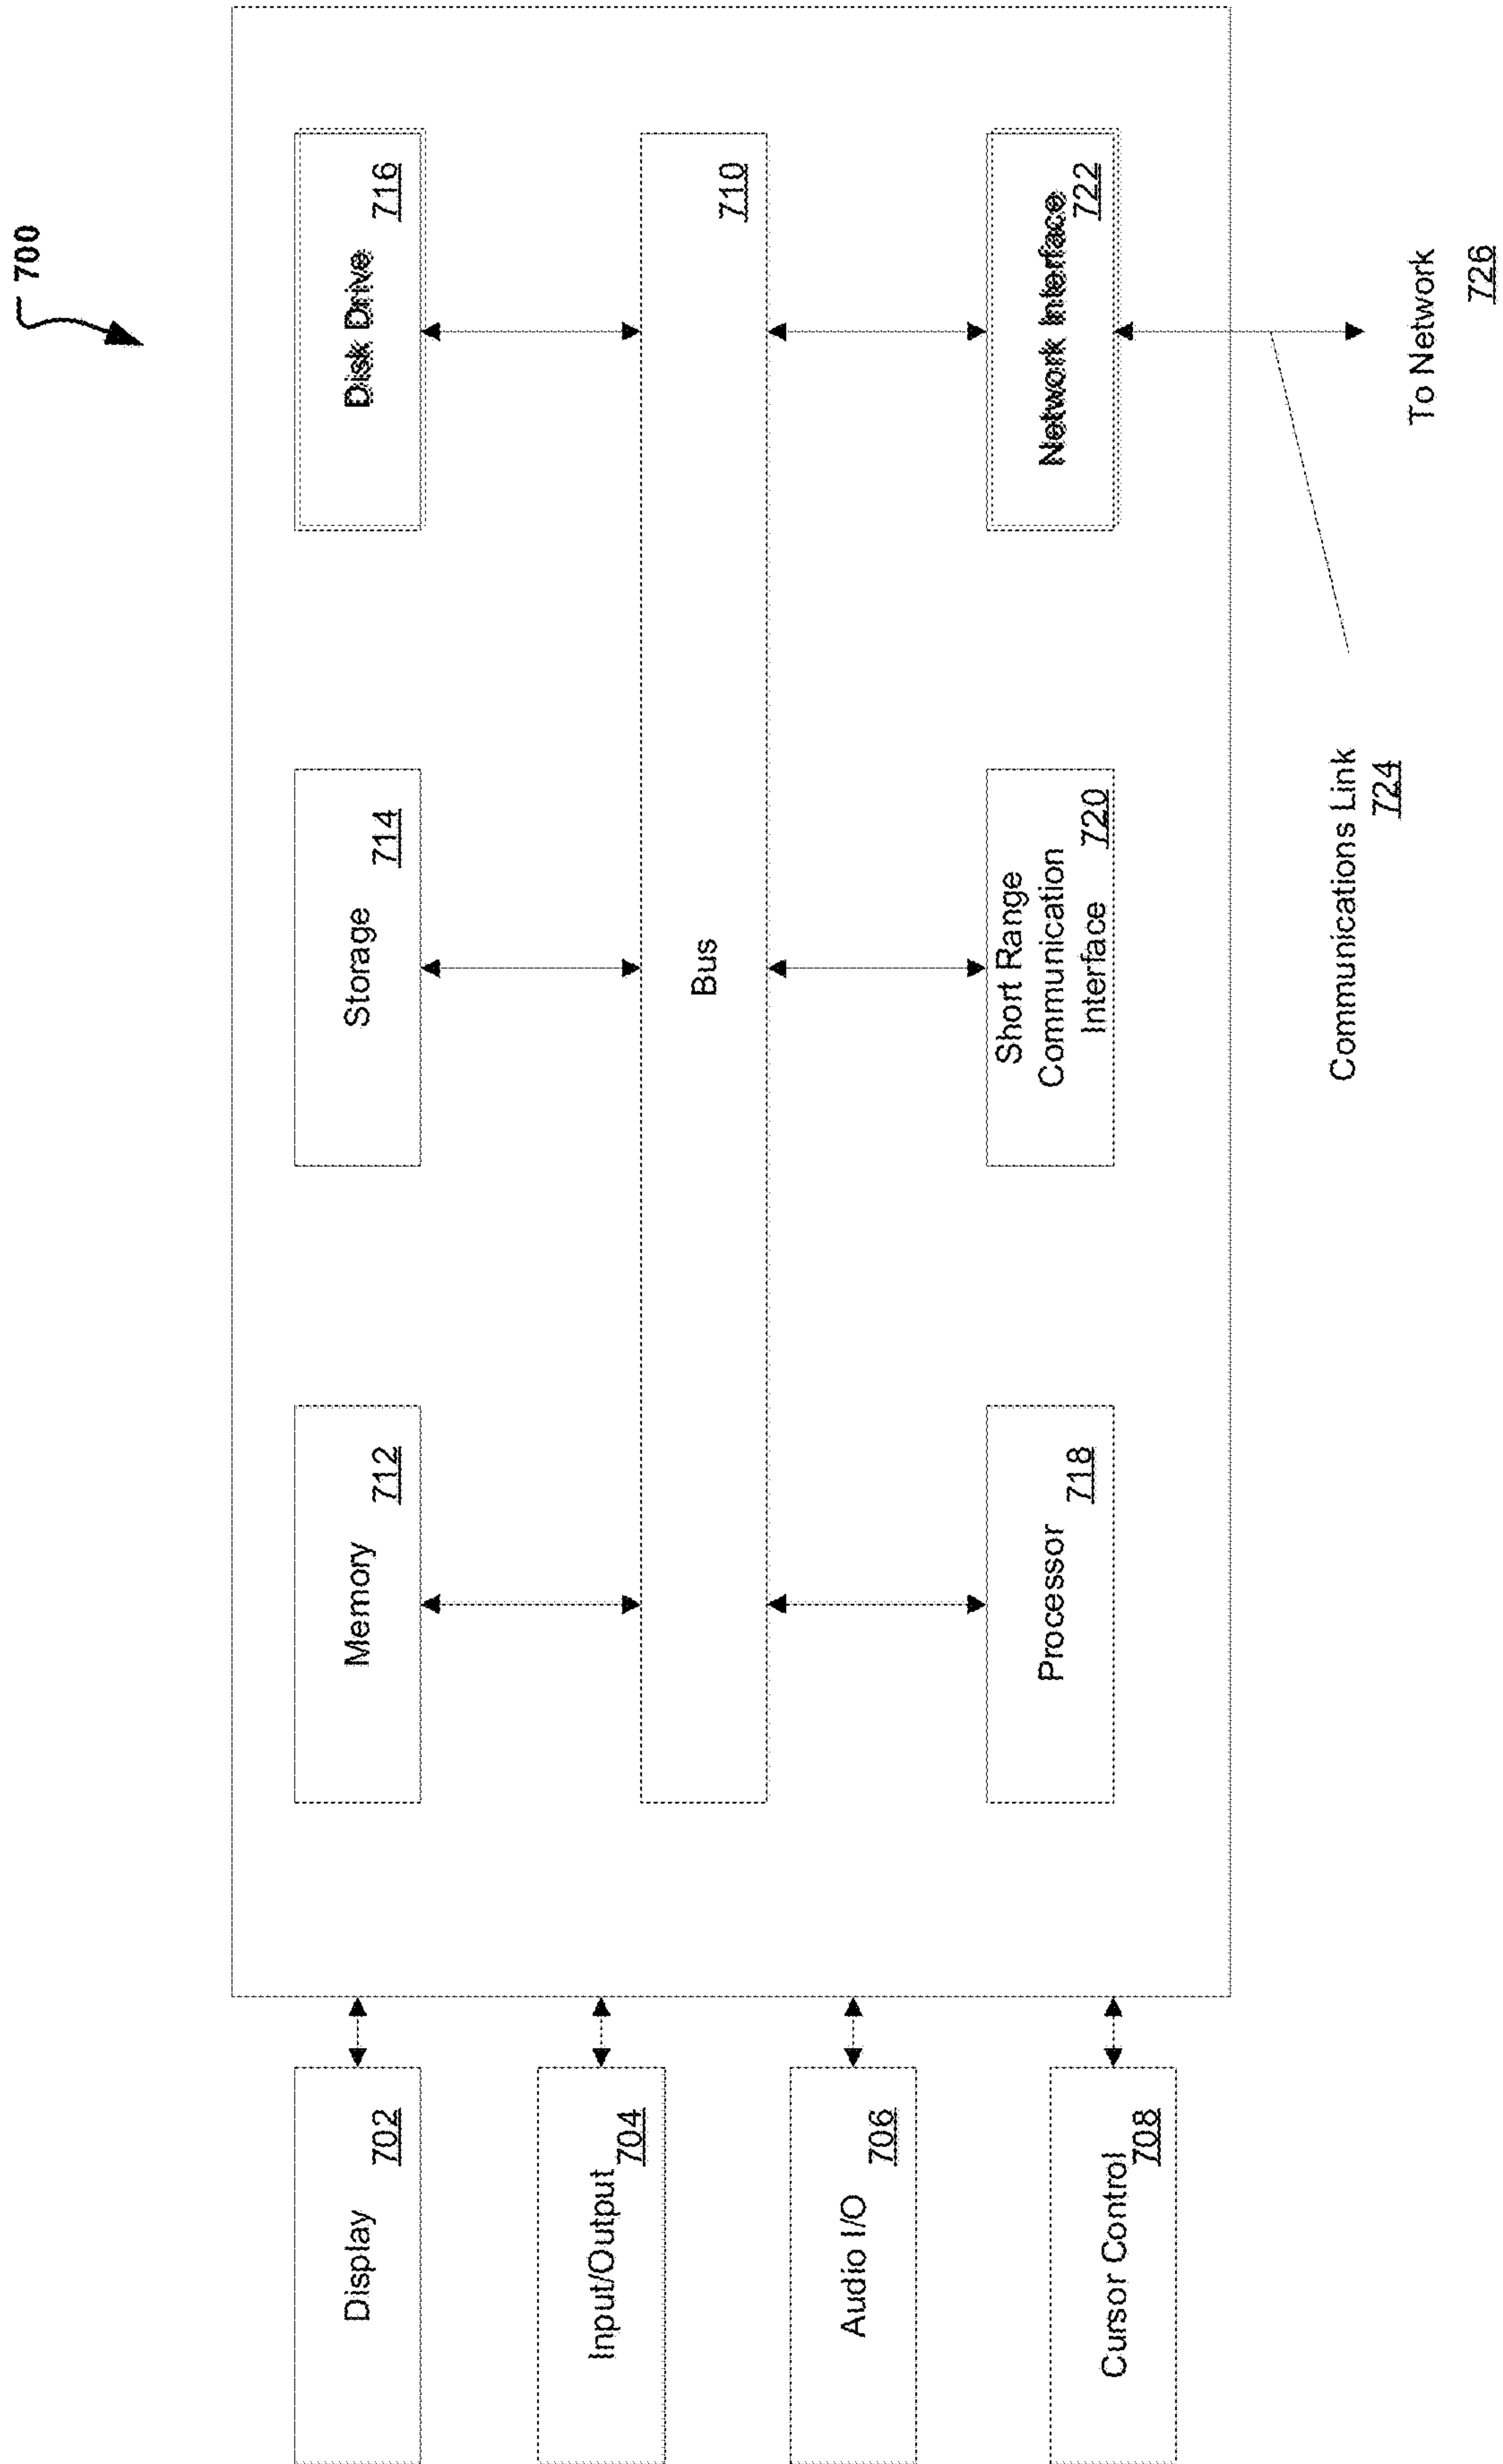 700
Display
702
Input/Output
704
Audio I/O
706
Cursor Control
708
Memory
712
Storage
714
Disk Drive
716
Bus
710
Processor
718
Short Range
Communication
Interface 720
Network Interface
722
Communications Link
724
To Network
726